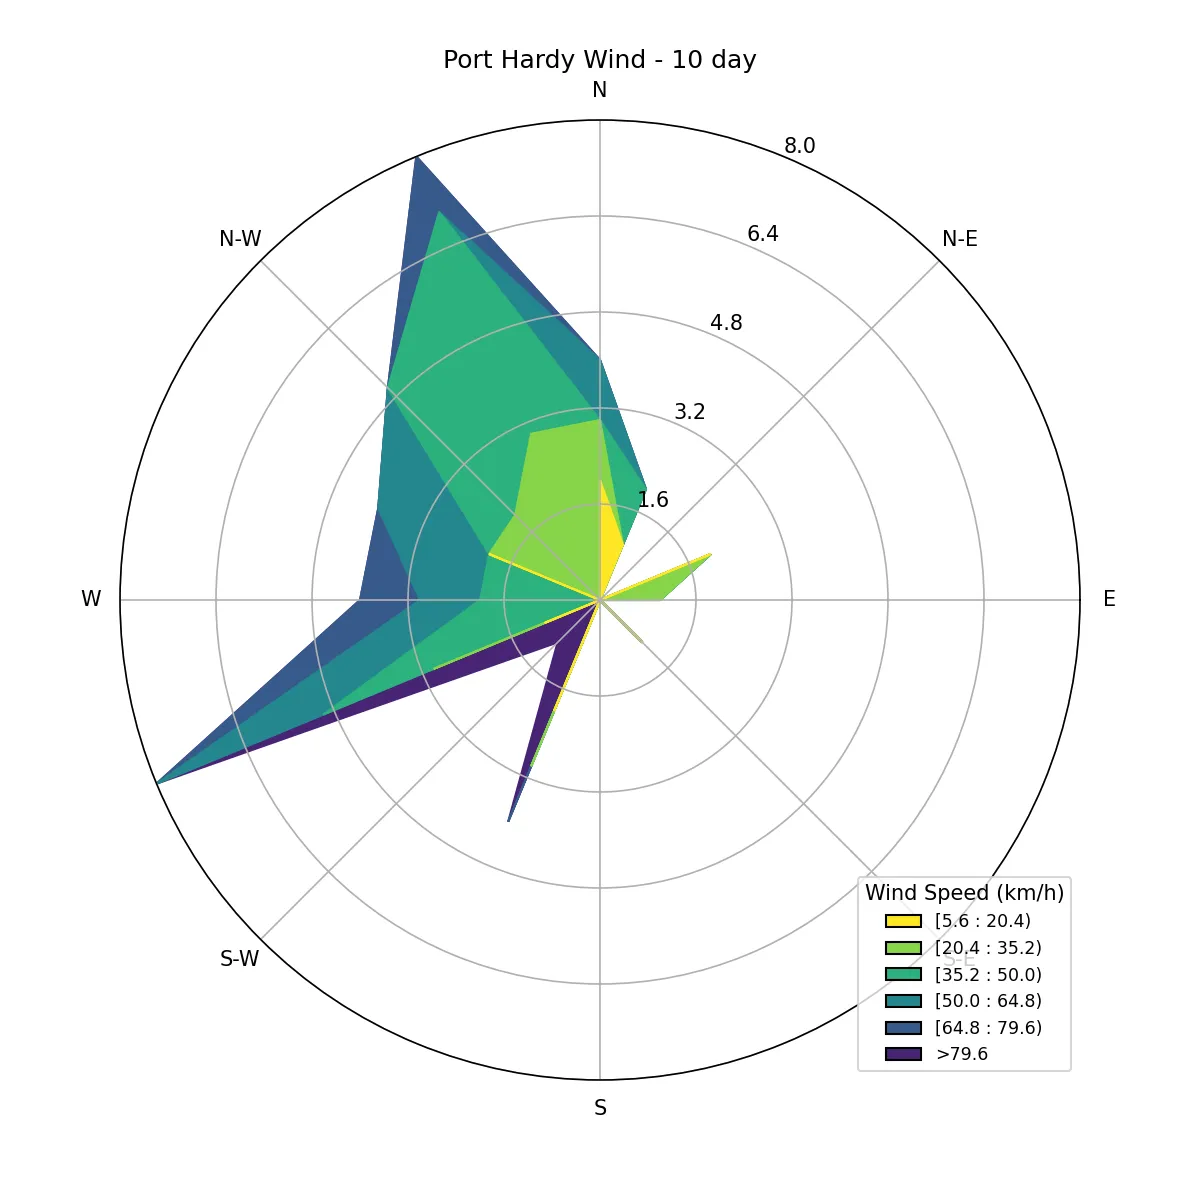 Port Hardy Wind - 10 day
N
8.0
N-W
6.4
N-E
4.8
3.2
1.6
W
E
S-W
S-E
S
Wind Speed (km/h)
[5.6 : 20.4)
[20.4 : 35.2)
[35.2 : 50.0)
[50.0 : 64.8)
[64.8 : 79.6)
>79.6